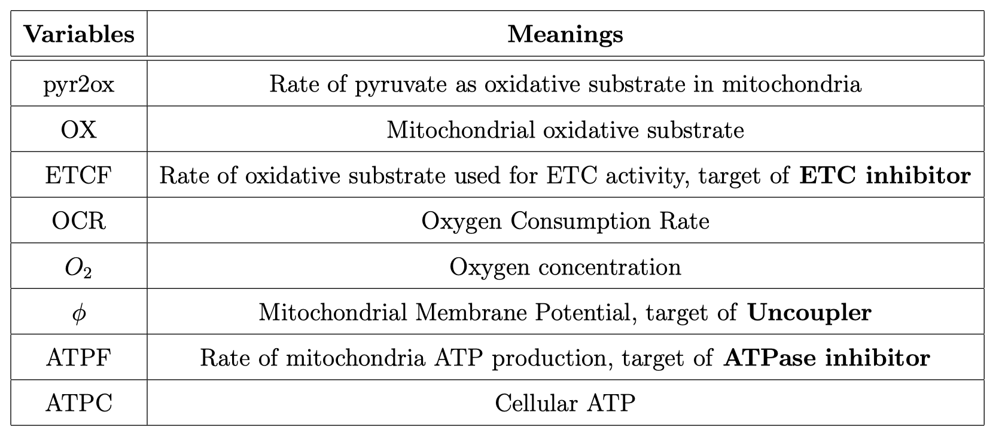 Variables Meanings
pyr2ox Rate of pyruvate as oxidative substrate in mitochondria
OX Mitochondrial oxidative substrate
ETCF Rate of oxidative substrate used for ETC activity, target of ETC inhibitor
OCR Oxygen Consumption Rate
O₂ Oxygen concentration
ϕ Mitochondrial Membrane Potential, target of Uncoupler
ATPF Rate of mitochondria ATP production, target of ATPase inhibitor
ATPC Cellular ATP